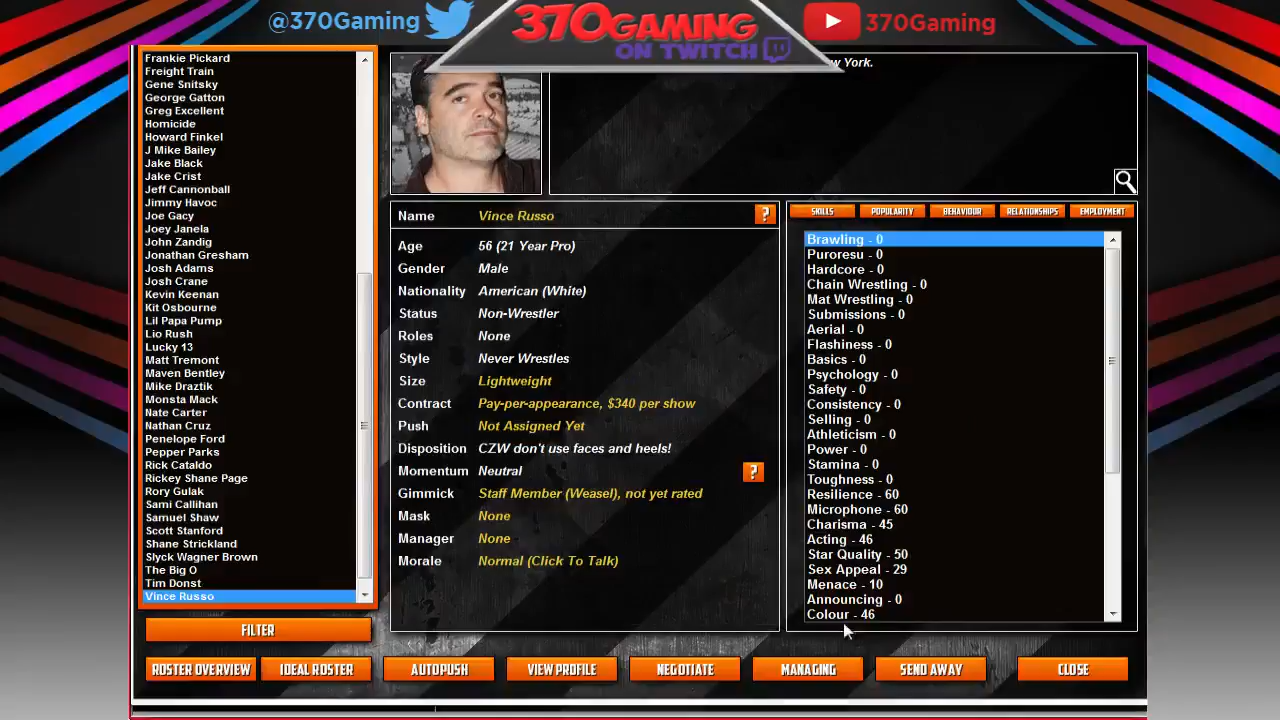 @370Gaming
370GAMING
ON TWITCH
370GAMING
Frankie Pickard
Freight Train
Gene Snitsky
George Gatton
Greg Excellent
Homicide
Howard Finkel
J Mike Bailey
Jake Black
Jake Crist
Jeff Cannonball
Jimmy Havoc
Joe Gacy
Joey Janela
John Zandig
Jonathan Gresham
Josh Adams
Josh Crane
Kevin Keenan
Kit Osbourne
Lil Papa Pump
Lio Rush
Lucky 13
Matt Tremont
Maven Bentley
Mike Draztik
Monsta Mack
Nate Carter
Nathan Cruz
Penelope Ford
Pepper Parks
Rick Cataldo
Rickey Shane Page
Rory Gulak
Sami Callihan
Samuel Shaw
Scott Stanford
Shane Strickland
Slyck Wagner Brown
The Big O
Tim Donst
Vince Russo
FILTER
York.
Name Vince Russo ?
Age 56 (21 Year Pro)
Gender Male
Nationality American (White)
Status Non-Wrestler
Roles None
Style Never Wrestles
Size Lightweight
Contract Pay-per-appearance, $340 per show
Push Not Assigned Yet
Disposition CZW don't use faces and heels!
Momentum Neutral ?
Gimmick Staff Member (Weasel), not yet rated
Mask None
Manager None
Morale Normal (Click To Talk)
SKILLS POPULARITY BEHAVIOUR RELATIONSHIPS EMPLOYMENT
Brawling - 0
Puroresu - 0
Hardcore - 0
Chain Wrestling - 0
Mat Wrestling - 0
Submissions - 0
Aerial - 0
Flashiness - 0
Basics - 0
Psychology - 0
Safety - 0
Consistency - 0
Selling - 0
Athleticism - 0
Power - 0
Stamina - 0
Toughness - 0
Resilience - 60
Microphone - 60
Charisma - 45
Acting - 46
Star Quality - 50
Sex Appeal - 29
Menace - 10
Announcing - 0
Colour - 46
ROSTER OVERVIEW IDEAL ROSTER AUTOPUSH VIEW PROFILE NEGOTIATE MANAGING SEND AWAY CLOSE